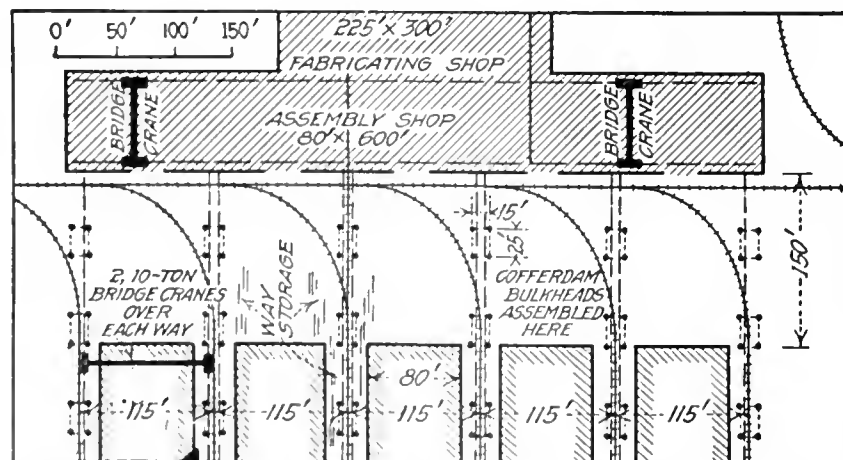 0' 50' 100' 150'
225'x 300'
FABRICATING SHOP
BRIDGE
CRANE
ASSEMBLY SHOP
80'x 600'
BRIDGE
CRANE
15'
25'
150'
2, 10-TON
BRIDGE CRANES
OVER
EACH WAY
WAY
STORAGE
COFFERDAM
BULKHEADS
ASSEMBLED
HERE
80'
115' 115' 115' 115' 115'